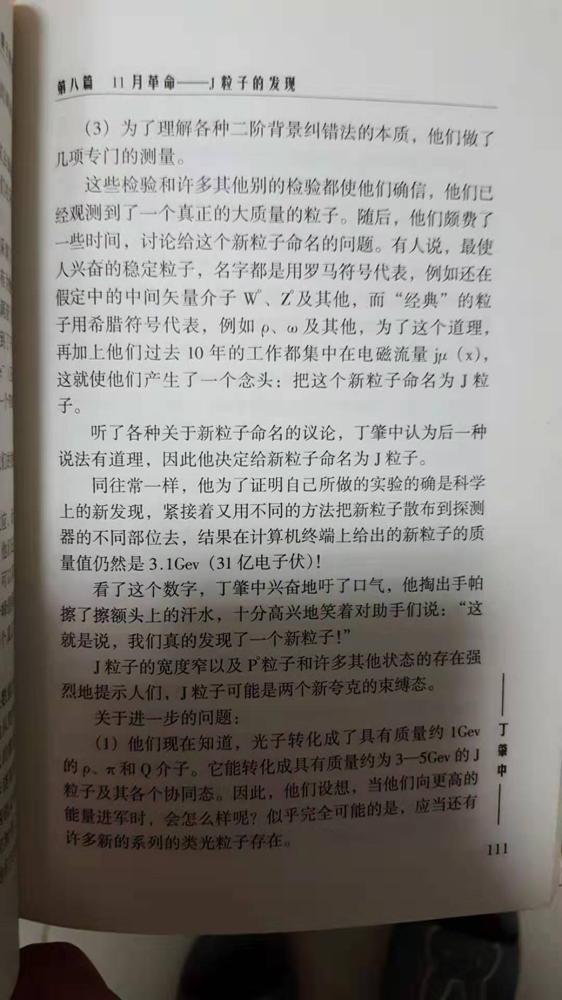 第八篇 11月革命——J粒子的发现
（3）为了理解各种二阶背景纠错法的本质，他们做了
几项专门的测量。
这些检验和许多其他别的检验都使他们确信，他们已
经观测到了一个真正的大质量的粒子。随后，他们颇费了
一些时间，讨论给这个新粒子命名的问题。有人说，最使
人兴奋的稳定粒子，名字都是用罗马符号代表，例如还在
假定中的中间矢量介子 W°、Z°及其他，而“经典”的粒
子用希腊符号代表，例如 ρ、ω 及其他，为了这个道理，
再加上他们过去 10 年的工作都集中在电磁流量 jμ（x），
这就使他们产生了一个念头：把这个新粒子命名为 J 粒
子。
听了各种关于新粒子命名的议论，丁肇中认为后一种
说法有道理，因此他决定给新粒子命名为 J 粒子。
同往常一样，他为了证明自己所做的实验的确是科学
上的新发现，紧接着又用不同的方法把新粒子散布到探测
器的不同部位去，结果在计算机终端上给出的新粒子的质
量值仍然是 3.1Gev（31 亿电子伏）！
看了这个数字，丁肇中兴奋地吁了口气，他掏出手帕
擦了擦额头上的汗水，十分高兴地笑着对助手们说：“这
就是说，我们真的发现了一个新粒子！”
J 粒子的宽度窄以及 P°粒子和许多其他状态的存在强
烈地提示人们，J 粒子可能是两个新夸克的束缚态。
关于进一步的问题：
（1）他们现在知道，光子转化成了具有质量约 1Gev
的 ρ、π 和 Q 介子。它能转化成具有质量约为 3—5Gev 的 J
粒子及其各个协同态。因此，他们设想，当他们向更高的
能量进军时，会怎么样呢？似乎完全可能的是，应当还有
许多新的系列的类光粒子存在。
——丁肇中——
111